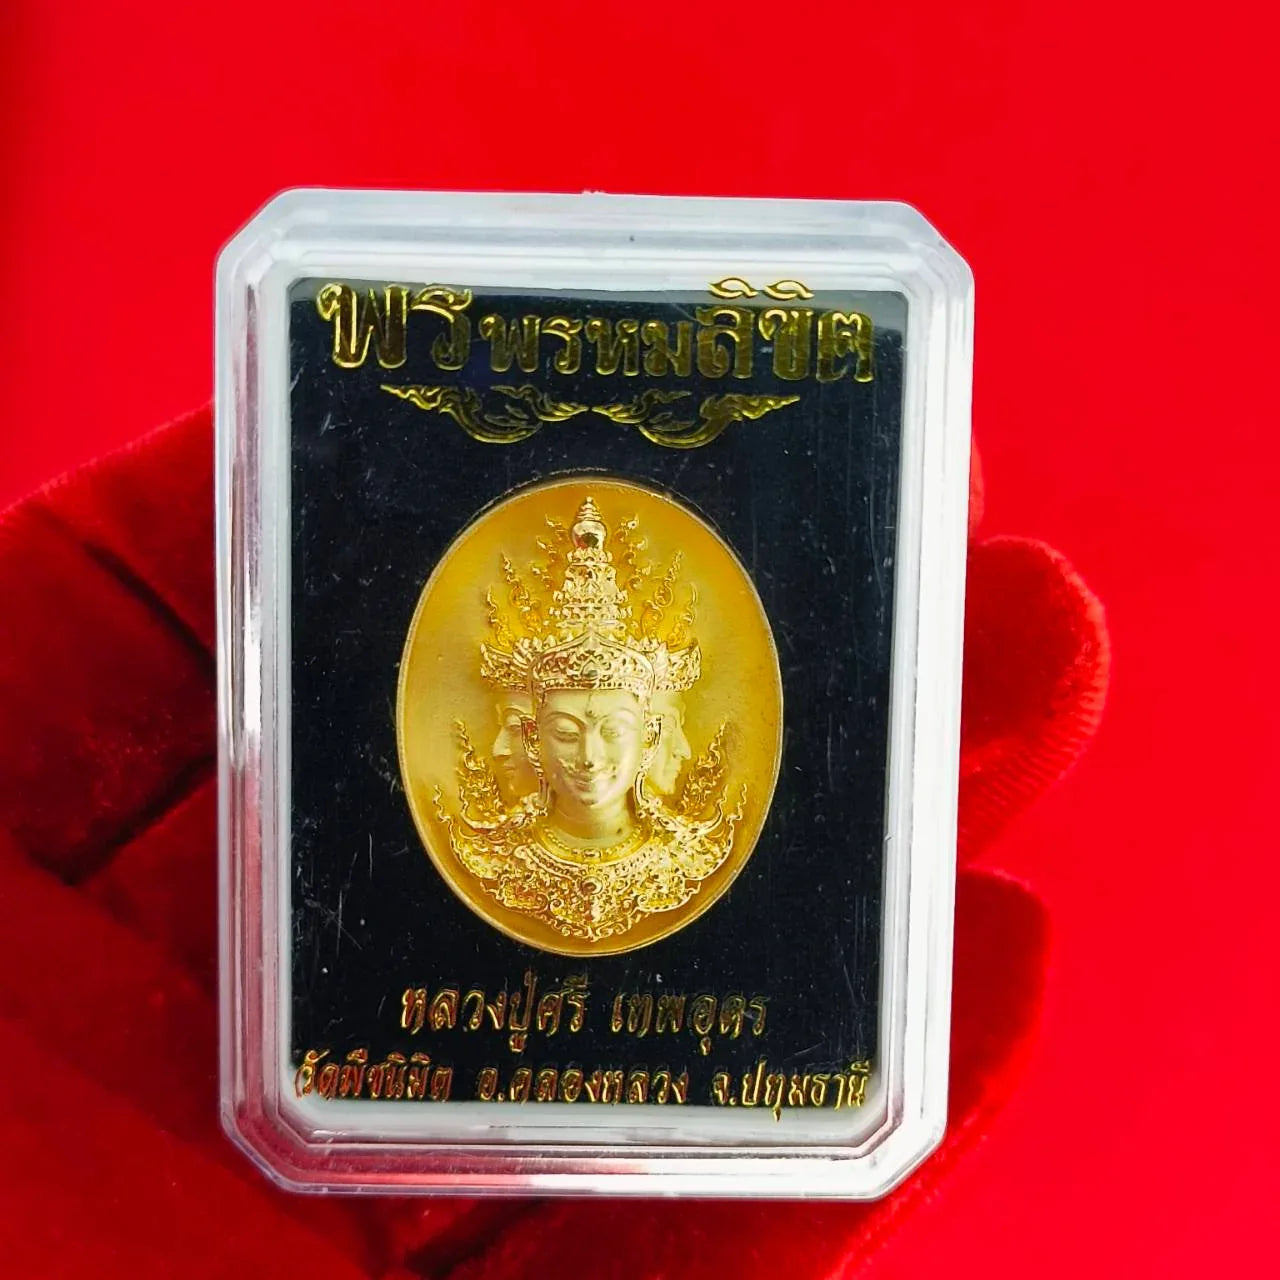 พรพรหมลิขิต
หลวงปู่ศรี เทพอุดร
วัดพืชนิมิต อ.คลองหลวง จ.ปทุมธานี